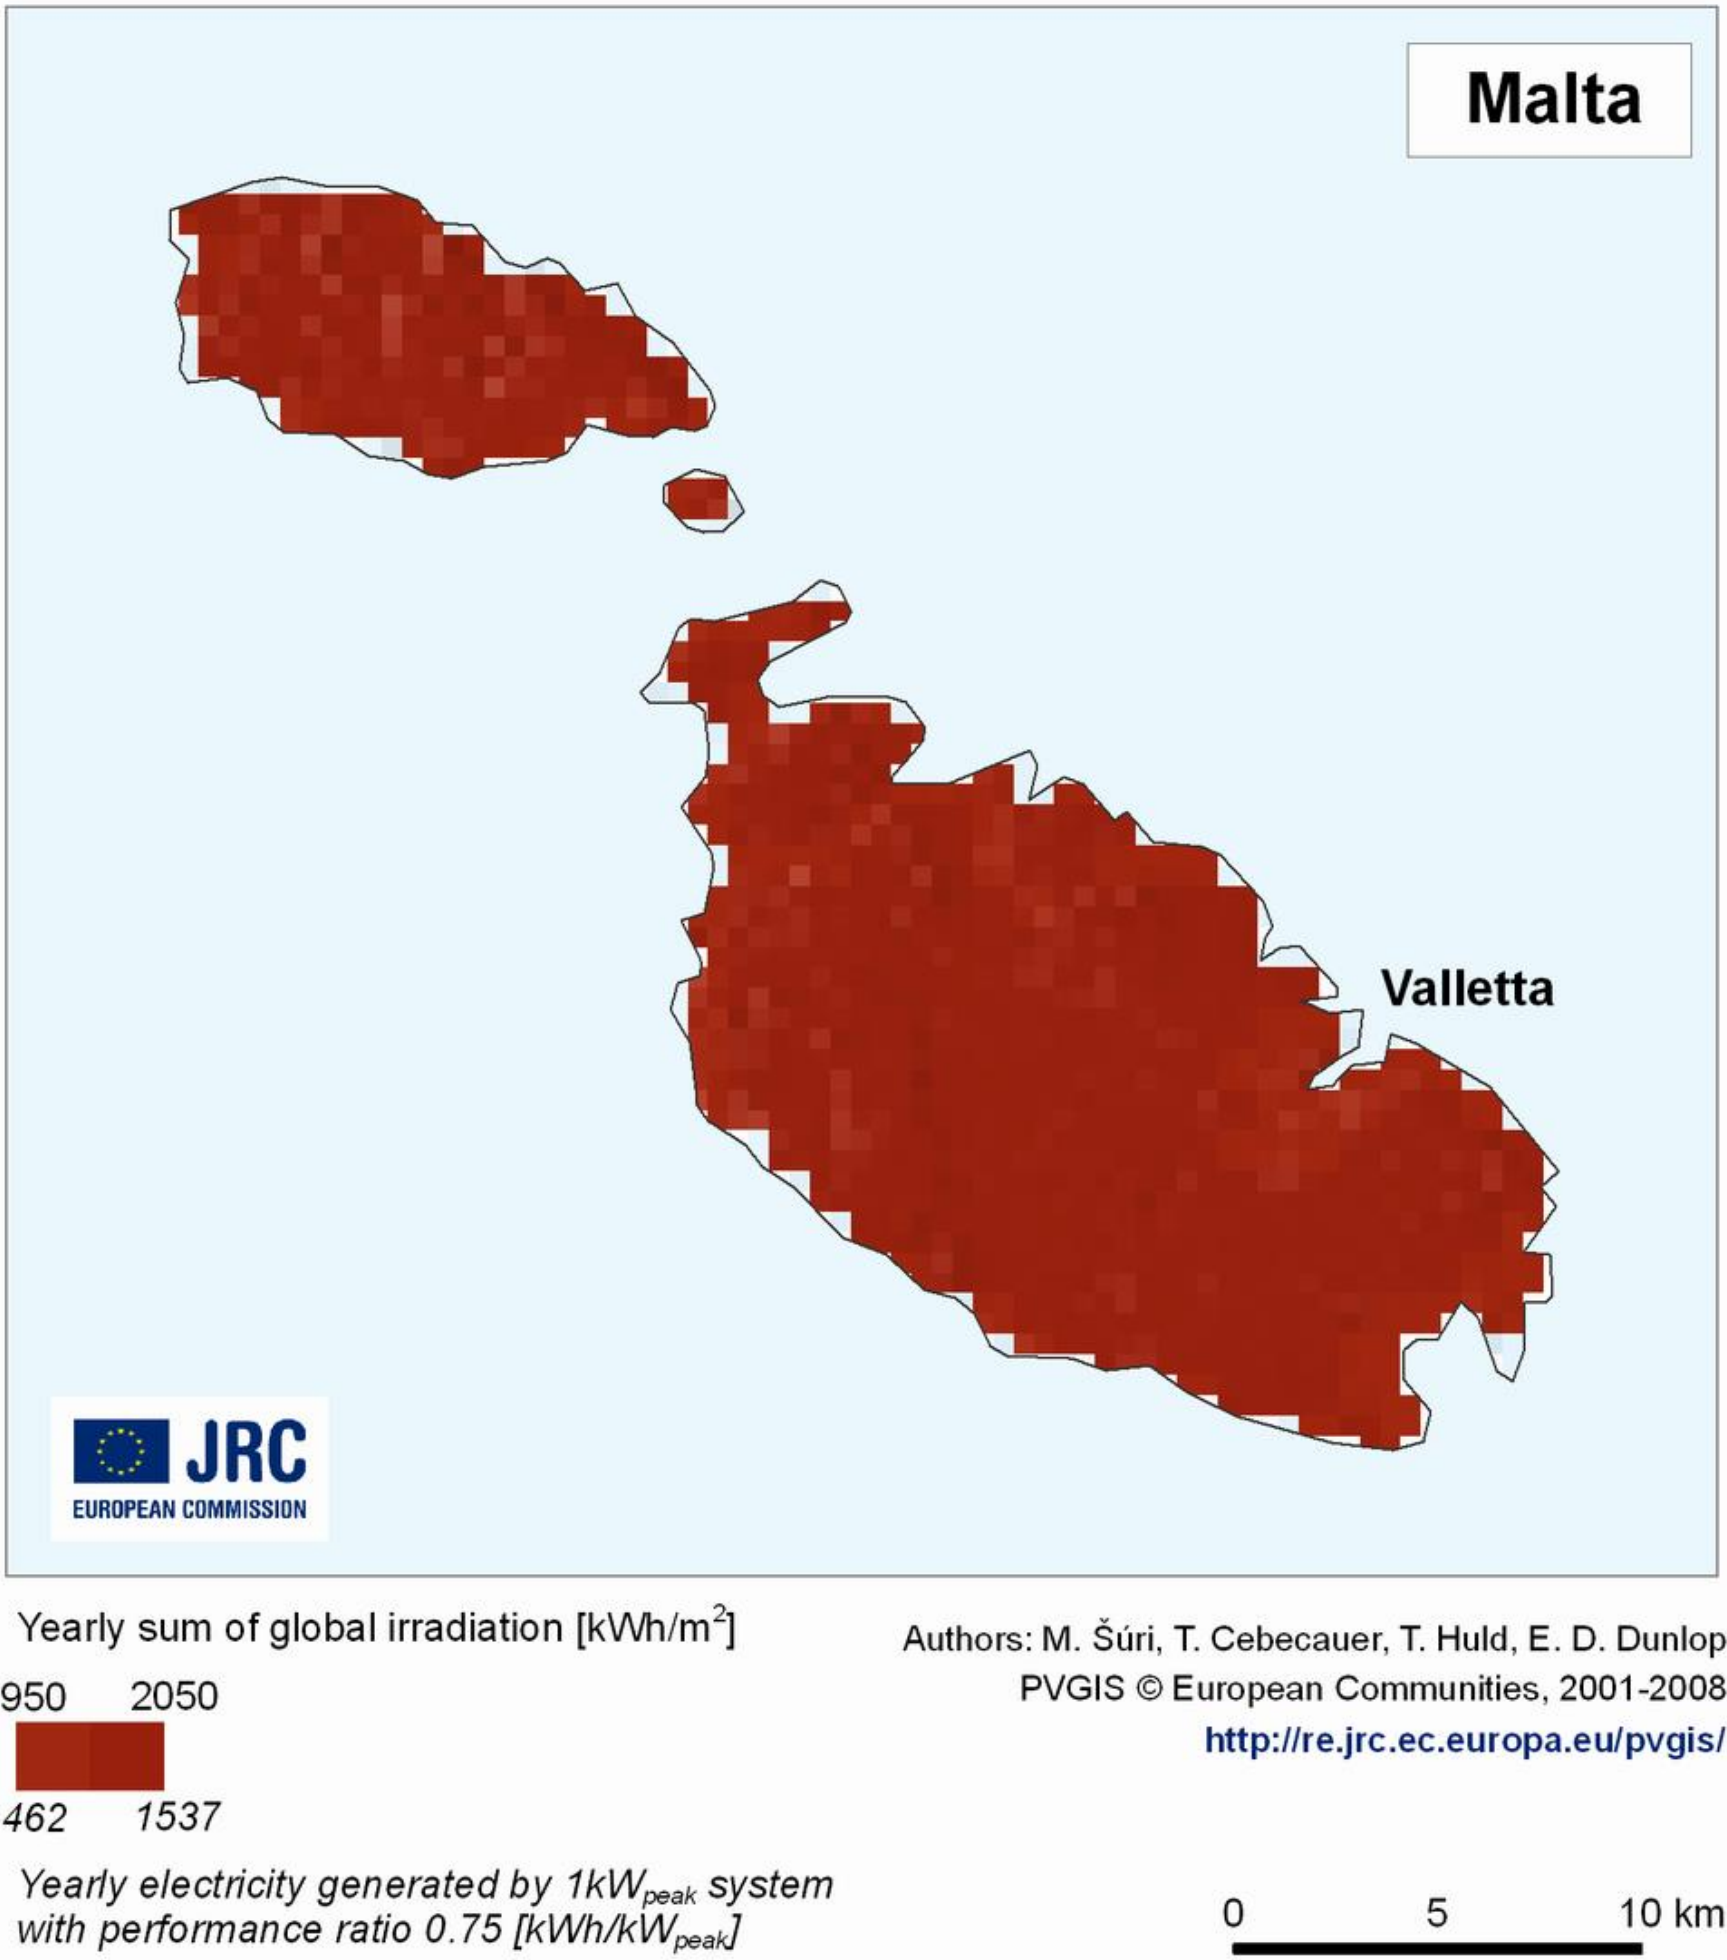 Malta
Valletta
JRC
EUROPEAN COMMISSION
Yearly sum of global irradiation [kWh/m²]
950 2050
462 1537
Yearly electricity generated by 1kWpeak system
with performance ratio 0.75 [kWh/kWpeak]
Authors: M. Šúri, T. Cebecauer, T. Huld, E. D. Dunlop
PVGIS © European Communities, 2001-2008
http://re.jrc.ec.europa.eu/pvgis/
0 5 10 km